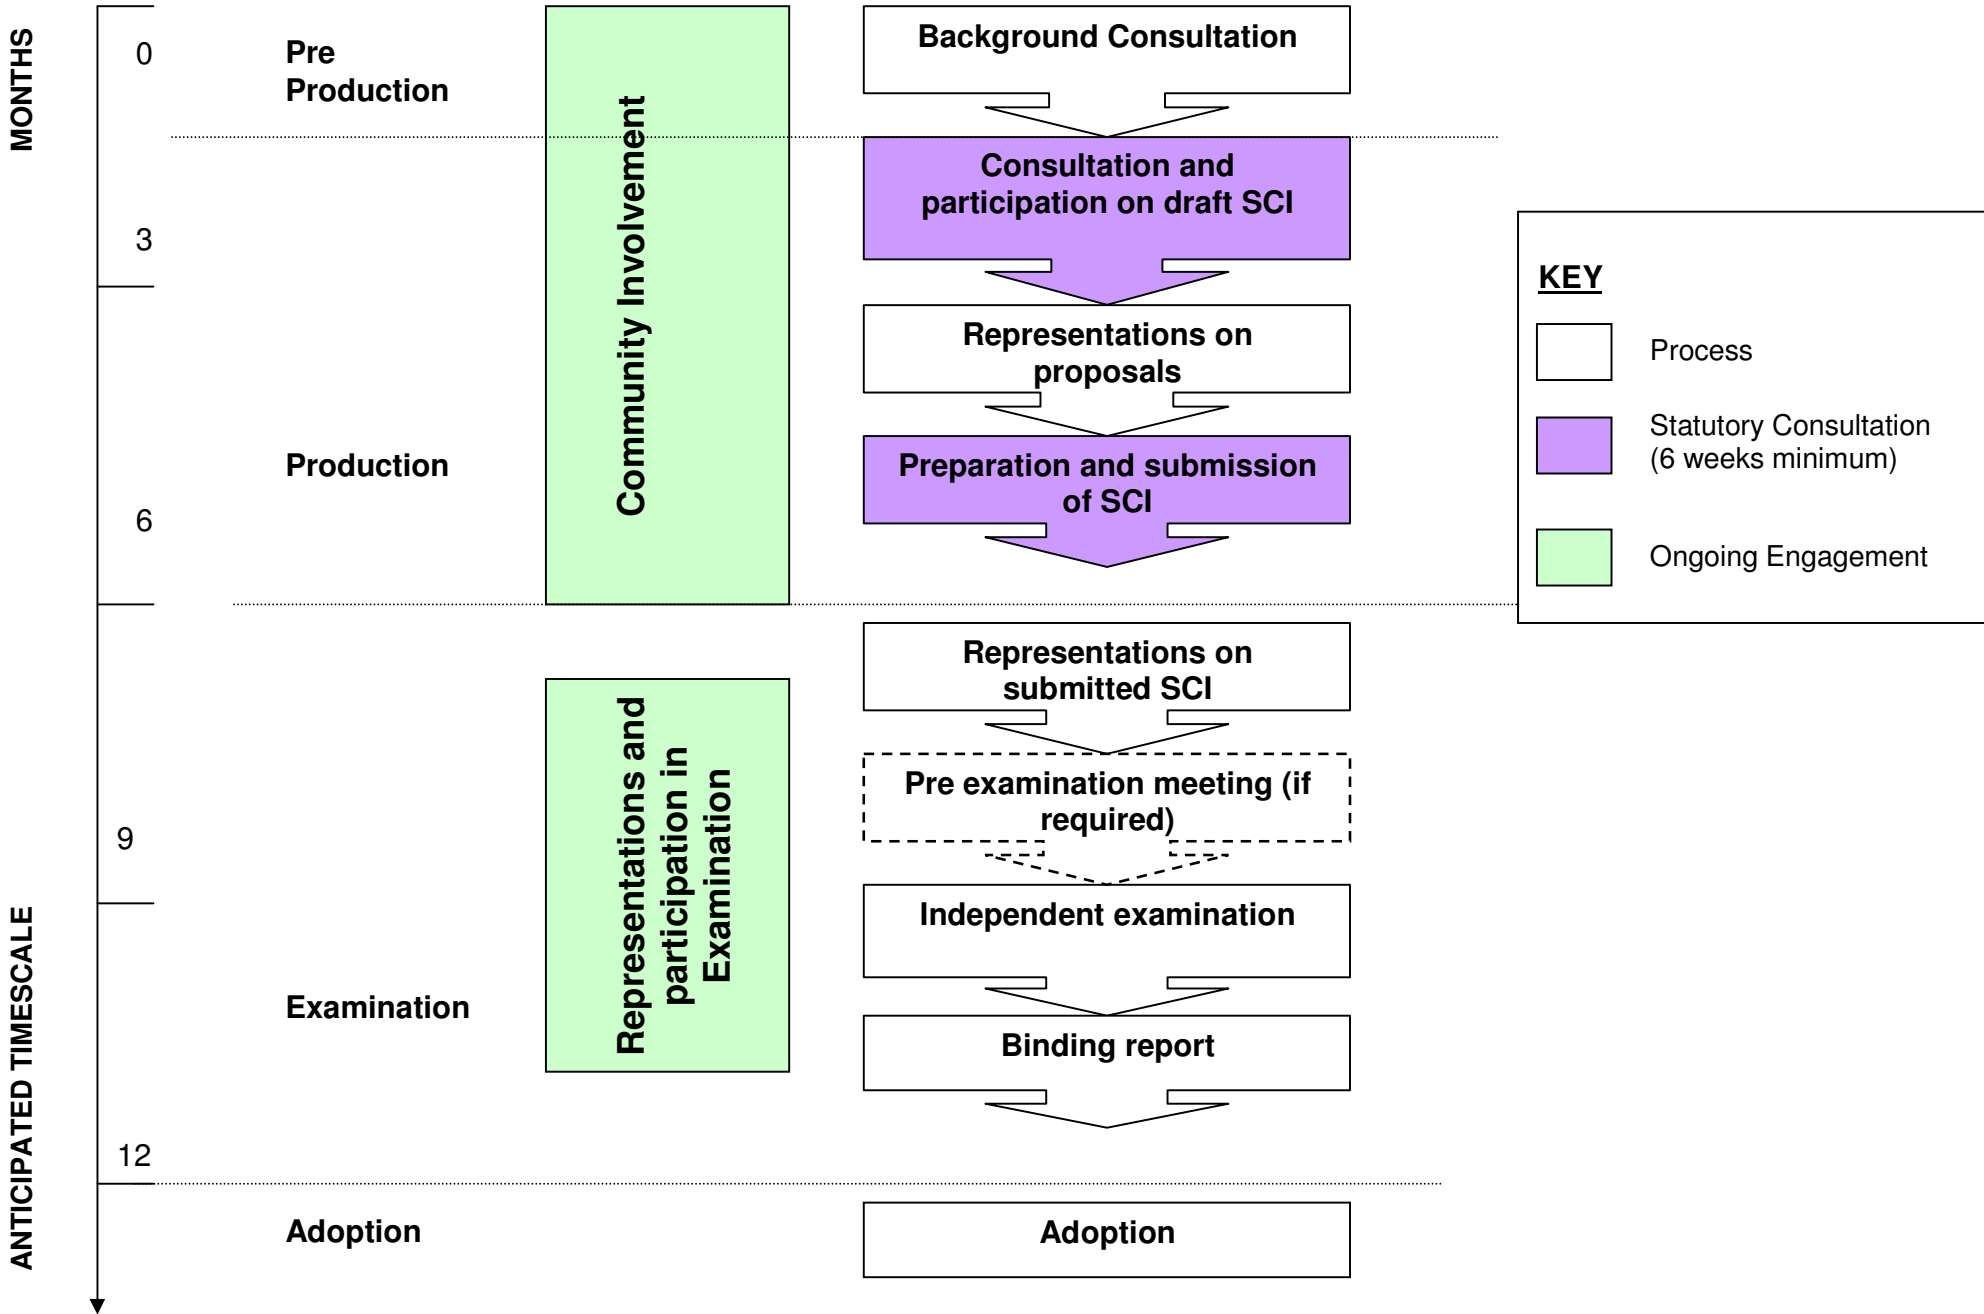 MONTHS
0
Pre
Production
Background Consultation
Community Involvement
Consultation and
participation on draft SCI
3
Representations on
proposals
Production
Preparation and submission
of SCI
6
KEY
Process
Statutory Consultation
(6 weeks minimum)
Ongoing Engagement
Representations on
submitted SCI
Representations and
participation in
Examination
Pre examination meeting (if
required)
9
Independent examination
ANTICIPATED TIMESCALE
Examination
Binding report
12
Adoption
Adoption